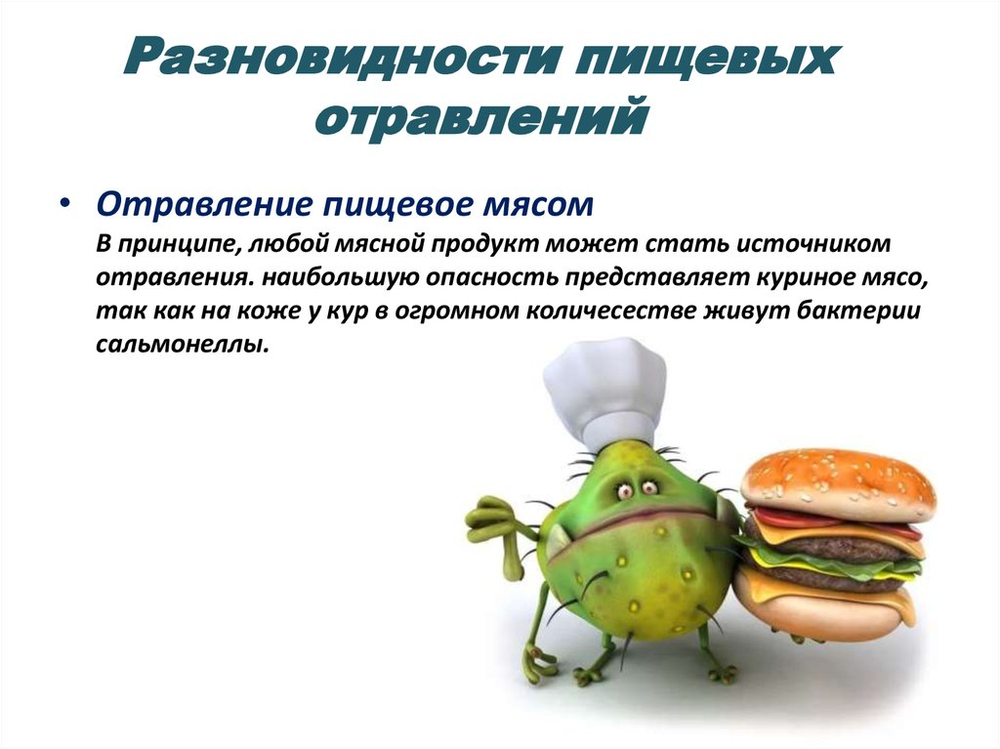 Разновидности пищевых
отравлений
• Отравление пищевое мясом
В принципе, любой мясной продукт может стать источником
отравления. наибольшую опасность представляет куриное мясо,
так как на коже у кур в огромном количесестве живут бактерии
сальмонеллы.